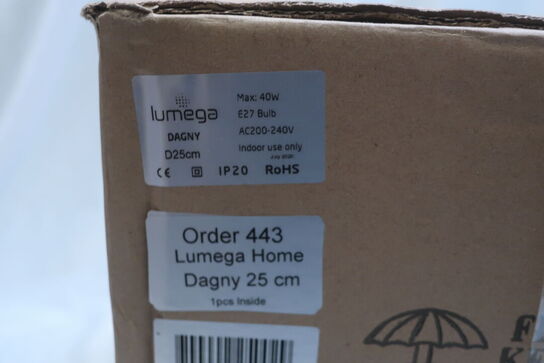 lumega
Max: 40W
E27 Bulb
DAGNY
AC200-240V
D25cm
Indoor use only
CE IP20 RoHS
Order 443
Lumega Home
Dagny 25 cm
1pcs Inside